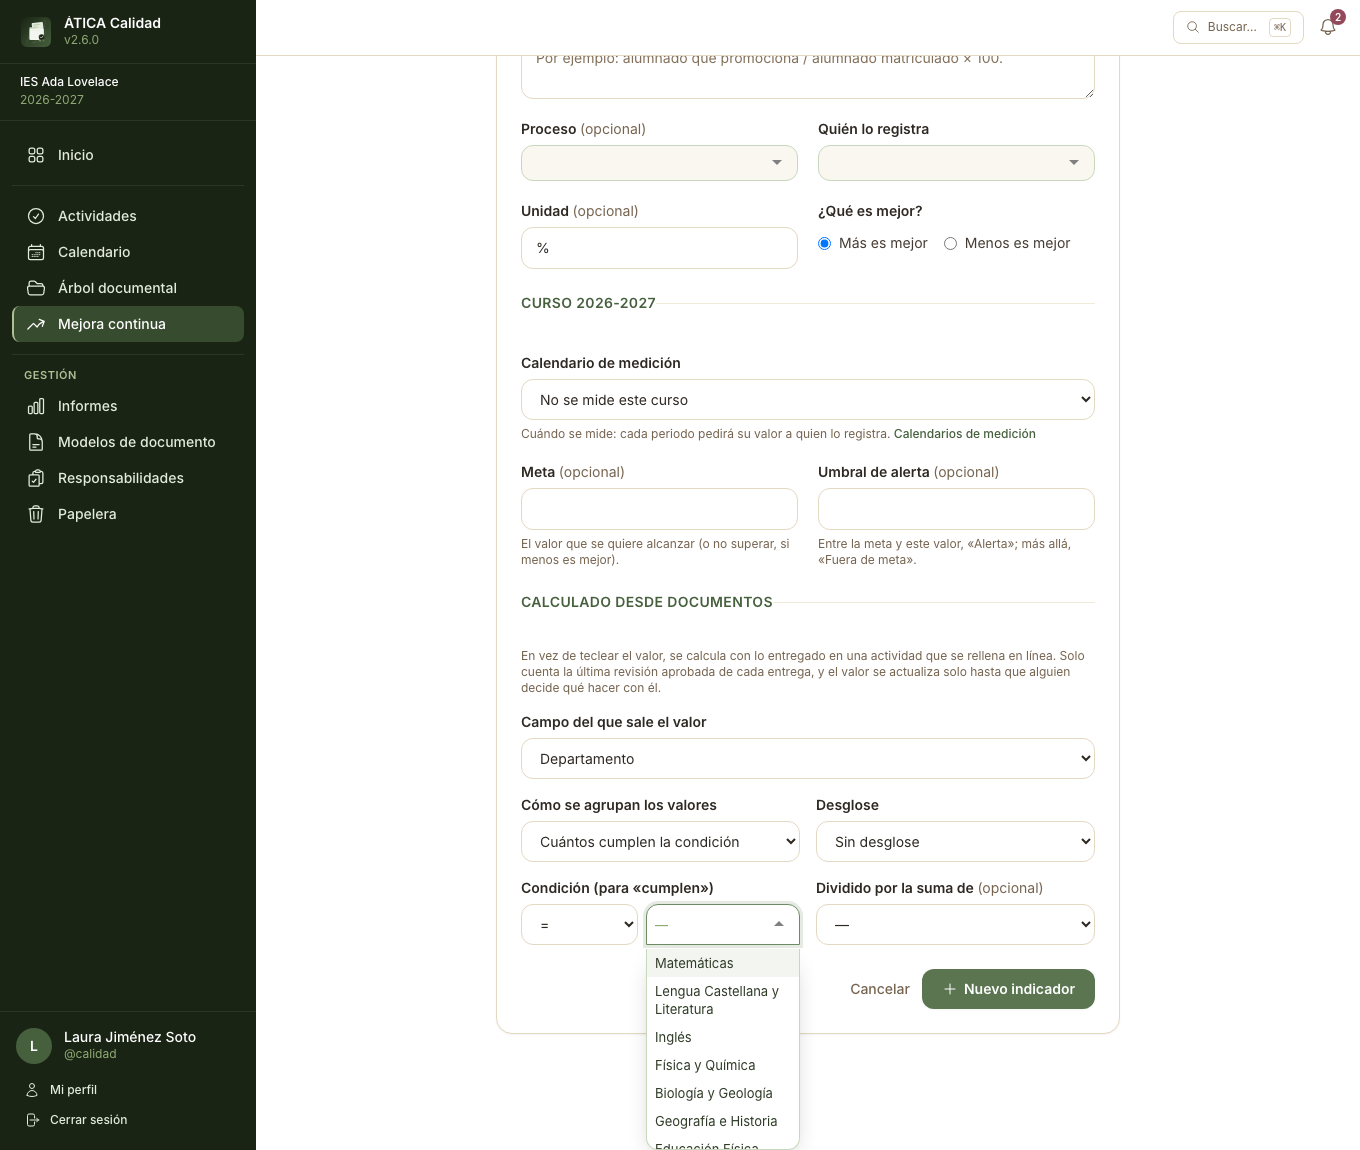 ÁTICA Calidad
v2.6.0
IES Ada Lovelace
2026-2027
Inicio
Actividades
Calendario
Árbol documental
Mejora continua
GESTIÓN
Informes
Modelos de documento
Responsabilidades
Papelera
Laura Jiménez Soto
@calidad
L
Mi perfil
Cerrar sesión
Buscar... ⌘K
2
Por ejemplo: alumnado que promociona / alumnado matriculado × 100.
Proceso (opcional)
Quién lo registra
Unidad (opcional)
%
¿Qué es mejor?
Más es mejor
Menos es mejor
CURSO 2026-2027
Calendario de medición
No se mide este curso
Cuándo se mide: cada periodo pedirá su valor a quien lo registra. Calendarios de medición
Meta (opcional)
El valor que se quiere alcanzar (o no superar, si
menos es mejor).
Umbral de alerta (opcional)
Entre la meta y este valor, «Alerta»; más allá,
«Fuera de meta».
CALCULADO DESDE DOCUMENTOS
En vez de teclear el valor, se calcula con lo entregado en una actividad que se rellena en línea. Solo
cuenta la última revisión aprobada de cada entrega, y el valor se actualiza solo hasta que alguien
decide qué hacer con él.
Campo del que sale el valor
Departamento
Cómo se agrupan los valores
Cuántos cumplen la condición
Desglose
Sin desglose
Condición (para «cumplen»)
=
—
Dividido por la suma de (opcional)
—
Matemáticas
Lengua Castellana y
Literatura
Inglés
Física y Química
Biología y Geología
Geografía e Historia
Educación Física
Cancelar
+ Nuevo indicador